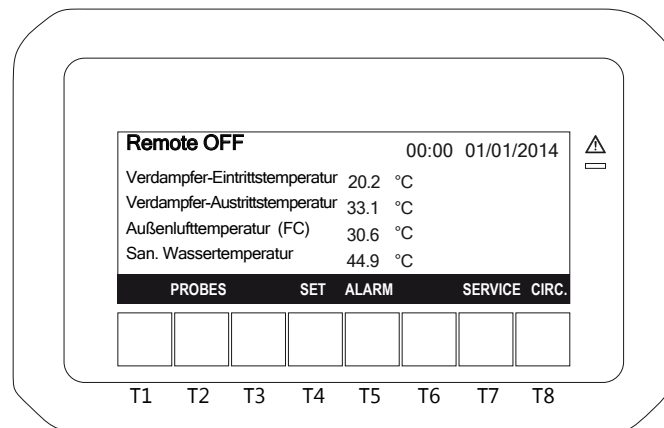 Remote OFF 00:00 01/01/2014
Verdampfer-Eintrittstemperatur 20.2 °C
Verdampfer-Austrittstemperatur 33.1 °C
Außenlufttemperatur (FC) 30.6 °C
San. Wassertemperatur 44.9 °C
PROBES SET ALARM SERVICE CIRC.
T1 T2 T3 T4 T5 T6 T7 T8